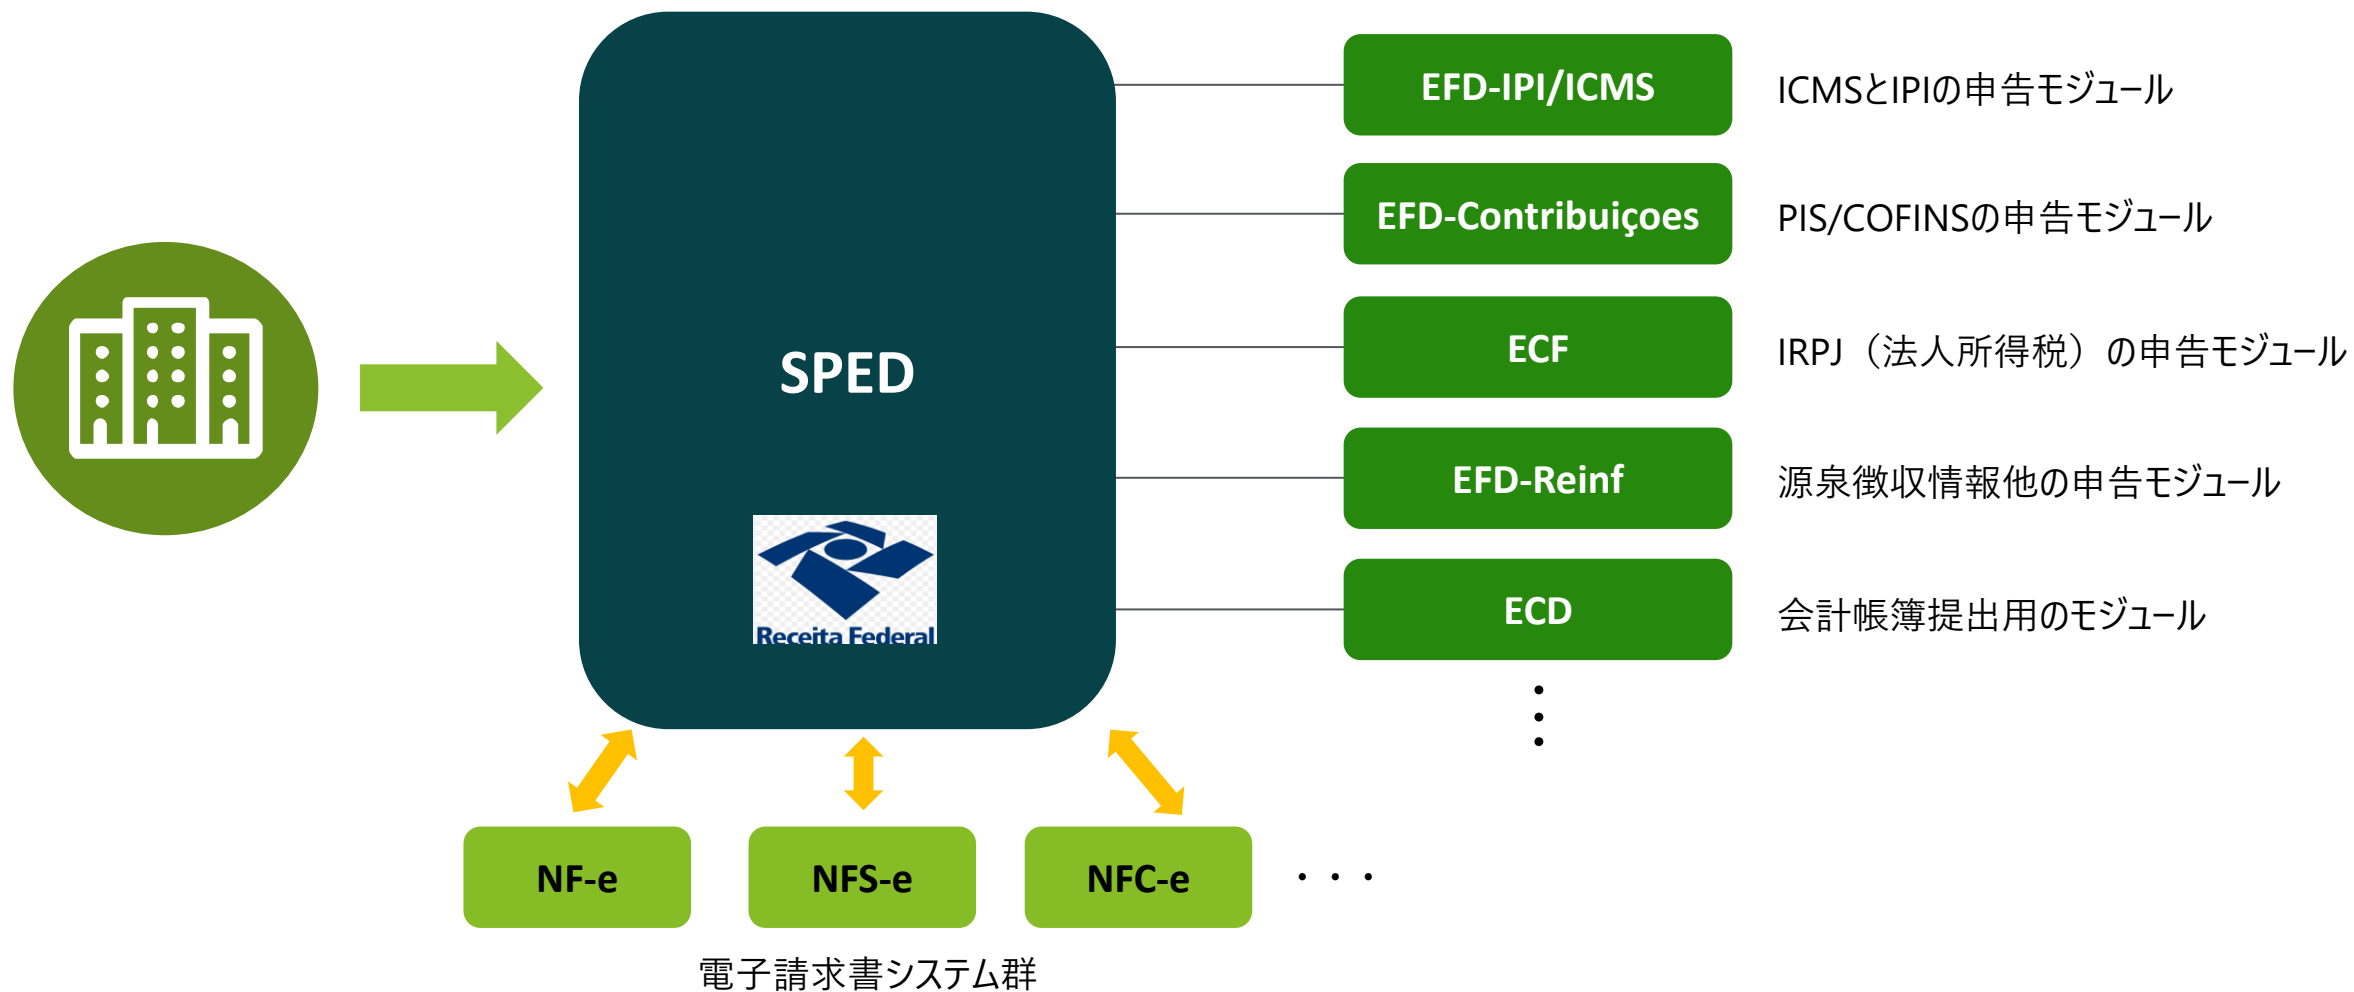 EFD-IPI/ICMS
ICMSとIPIの申告モジュール
EFD-Contribuiçoes
PIS/COFINSの申告モジュール
SPED
ECF
IRPJ（法人所得税）の申告モジュール
EFD-Reinf
源泉徴収情報他の申告モジュール
Receita Federal
ECD
会計帳簿提出用のモジュール
NF-e
NFS-e
NFC-e
・・・
電子請求書システム群